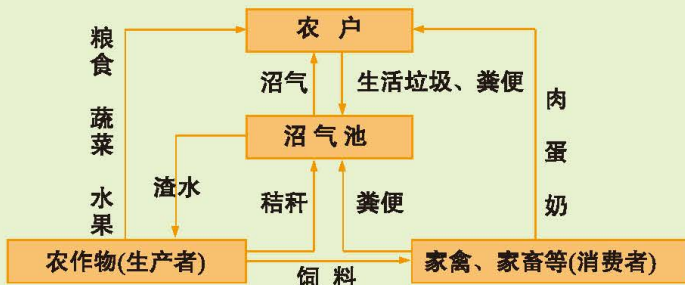 农户
粮食 蔬菜 水果
沼气
生活垃圾、粪便
肉蛋奶
沼气池
渣水
秸秆
粪便
农作物(生产者)
饲料
家禽、家畜等(消费者)